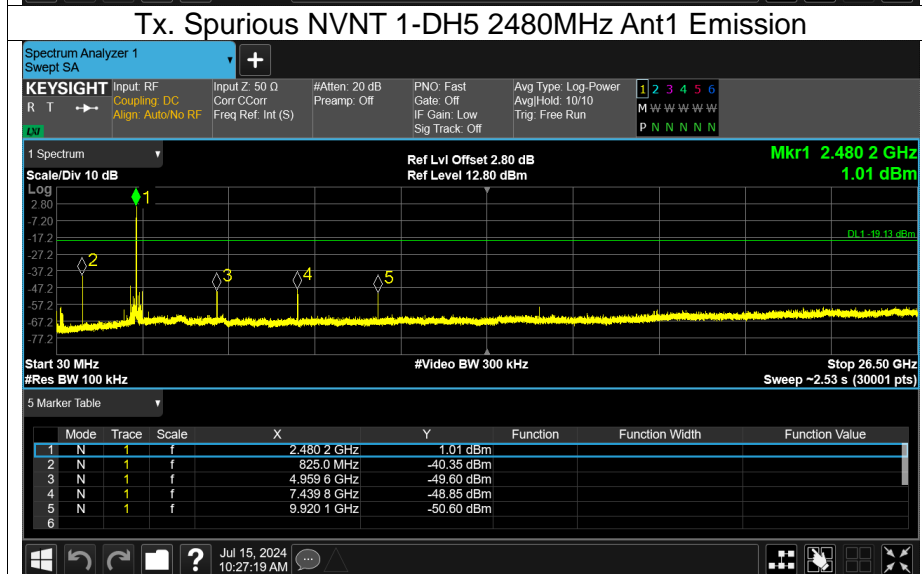 Tx. Spurious NVNT 1-DH5 2480MHz Ant1 Emission
Spectrum Analyzer 1
Swept SA
+
KEYSIGHT Input: RF Input Z: 50 Ω #Atten: 20 dB PNO: Fast Avg Type: Log-Power 1 2 3 4 5 6
R T Coupling: DC Corr CCorr Preamp: Off Gate: Off Avg|Hold: 10/10 M W W W W W
Align: Auto/No RF Freq Ref: Int (S) IF Gain: Low Trig: Free Run
LXI Sig Track: Off P N N N N N
1 Spectrum Ref Lvl Offset 2.80 dB Mkr1 2.480 2 GHz
Scale/Div 10 dB Ref Level 12.80 dBm 1.01 dBm
Log
2.80
-7.20
-17.2
-27.2
-37.2
-47.2
-57.2
-67.2
-77.2
1
DL1 -19.13 dBm
2
3
4
5
Start 30 MHz #Video BW 300 kHz Stop 26.50 GHz
#Res BW 100 kHz Sweep ~2.53 s (30001 pts)
5 Marker Table
Mode Trace Scale X Y Function Function Width Function Value
1 N 1 f 2.480 2 GHz 1.01 dBm
2 N 1 f 825.0 MHz -40.35 dBm
3 N 1 f 4.959 6 GHz -49.60 dBm
4 N 1 f 7.439 8 GHz -48.85 dBm
5 N 1 f 9.920 1 GHz -50.60 dBm
6
? Jul 15, 2024
10:27:19 AM